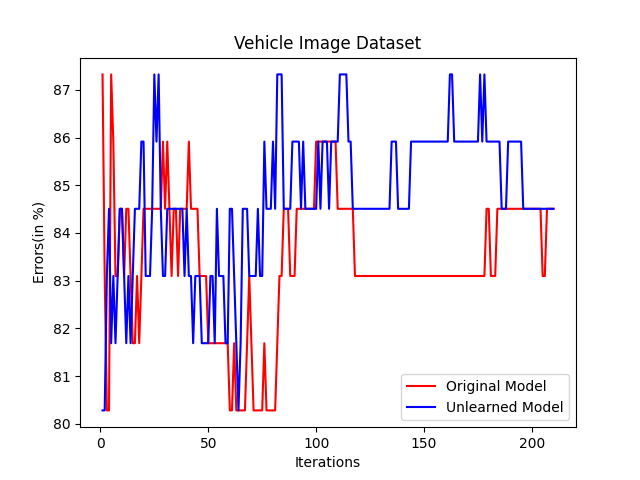 Vehicle Image Dataset
Errors(in %)
87
86
85
84
83
82
81
80
0
50
100
150
200
Iterations
Original Model
Unlearned Model